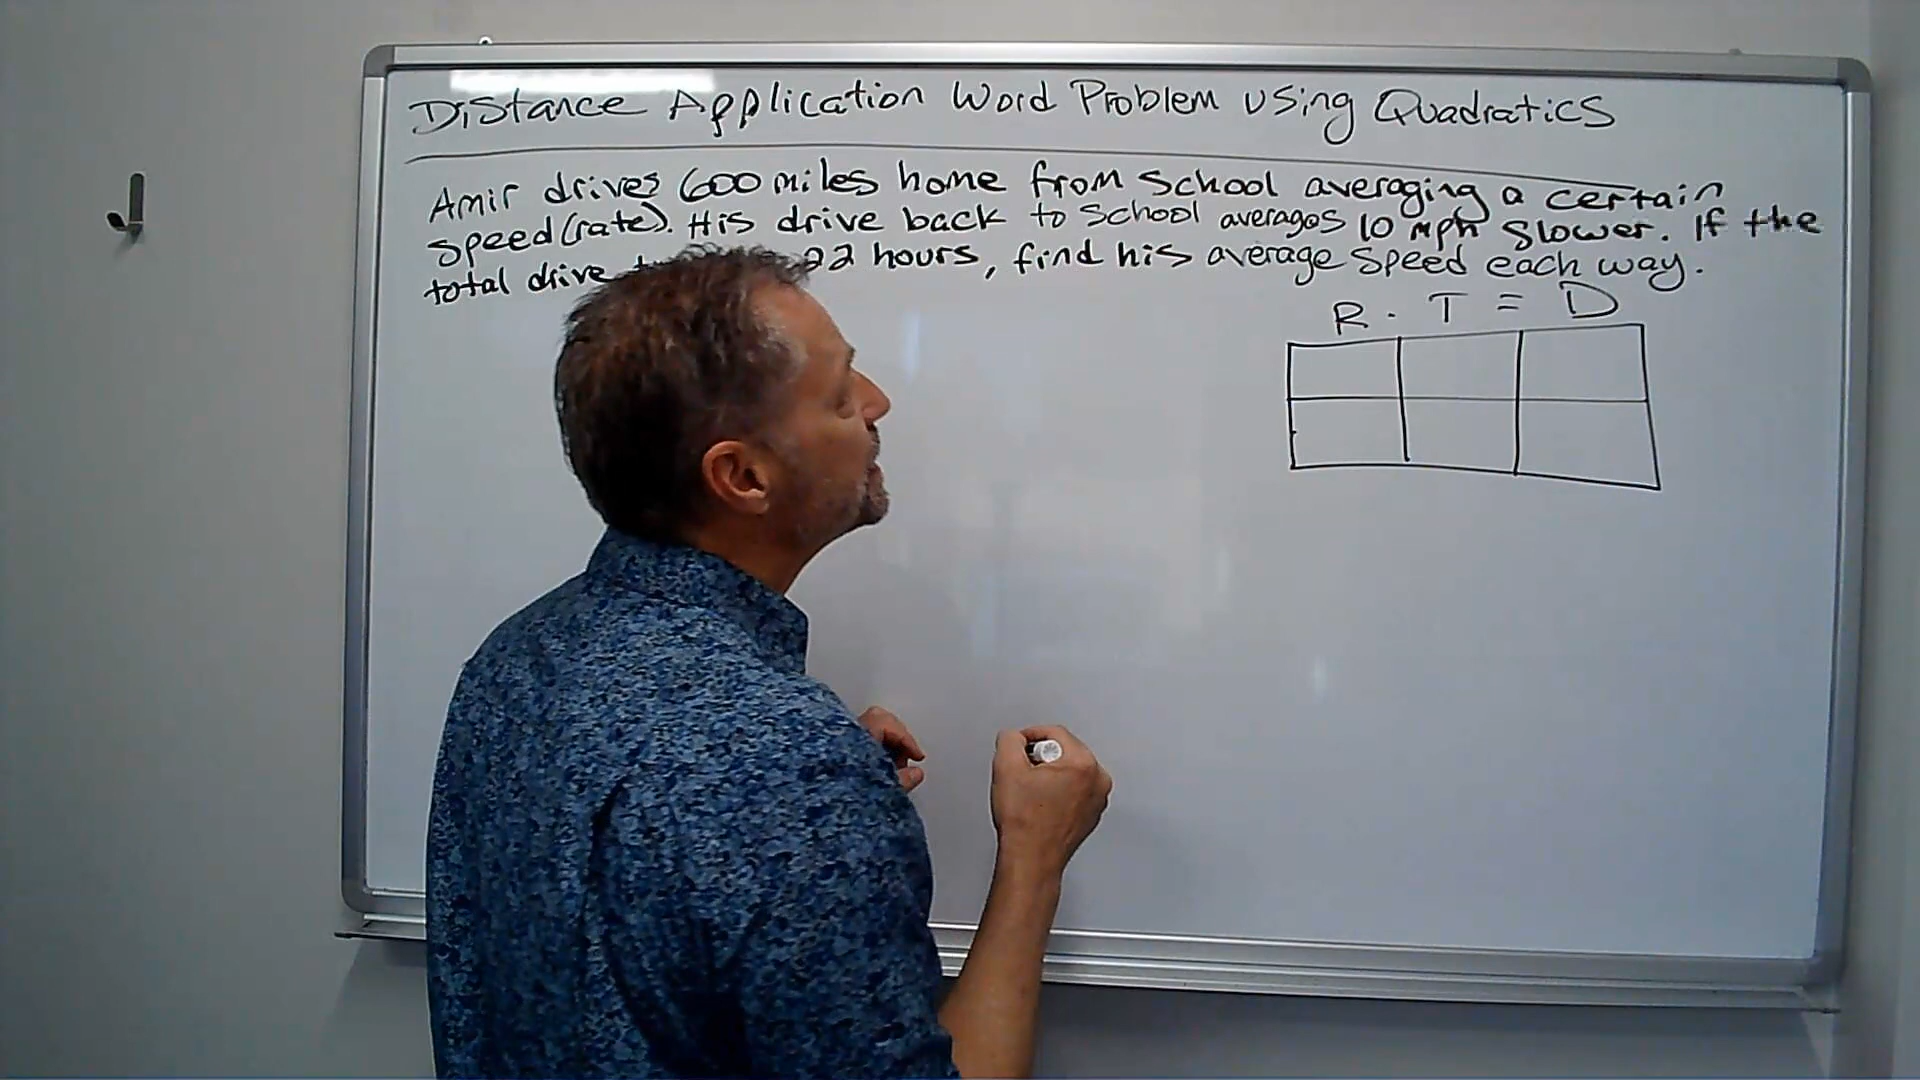 Distance Application Word Problem using Quadratics
Amir drives 600 miles home from school averaging a certain
speed (rate). His drive back to school averages 10 mph slower. If the
total drive 22 hours, find his average speed each way.
R . T = D